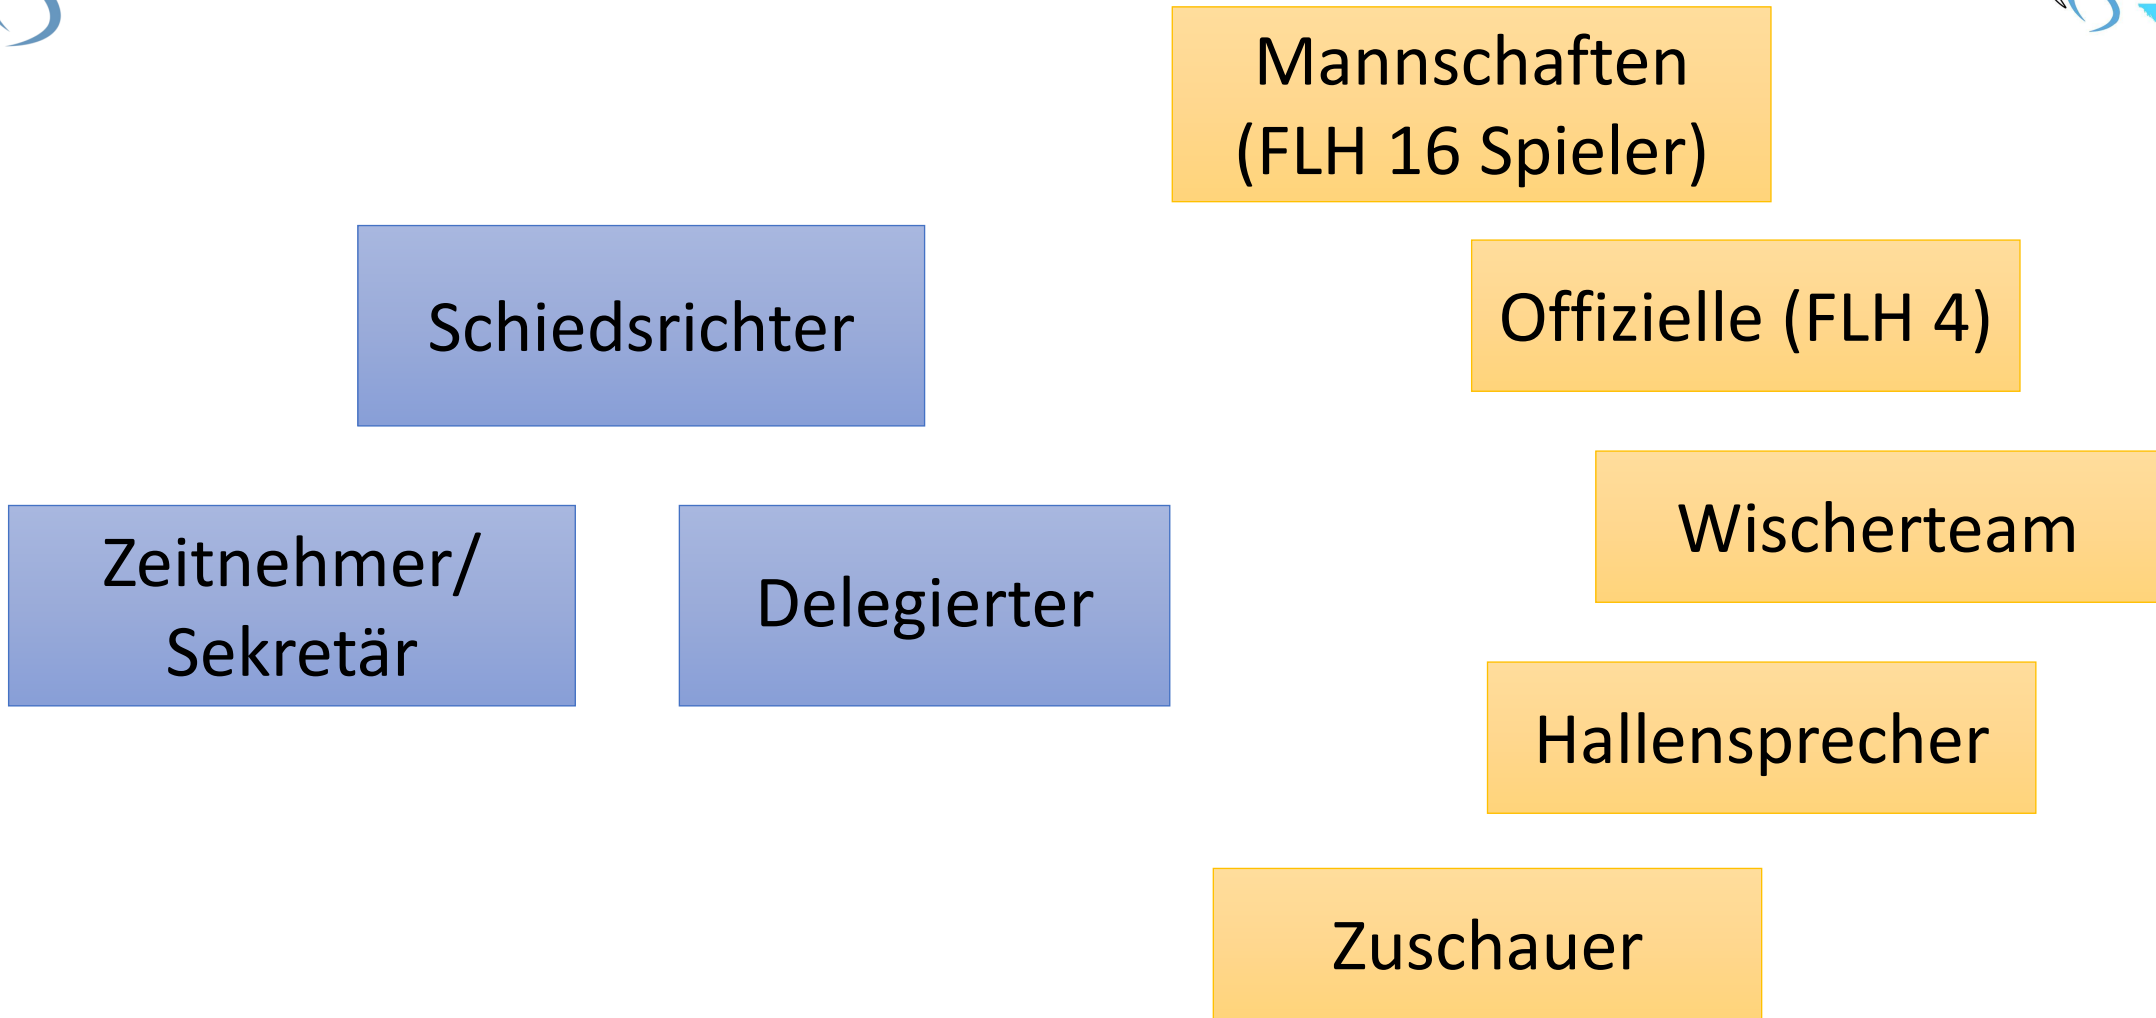 Mannschaften
(FLH 16 Spieler)
Schiedsrichter
Offizielle (FLH 4)
Zeitnehmer/
Sekretär
Delegierter
Wischerteam
Hallensprecher
Zuschauer